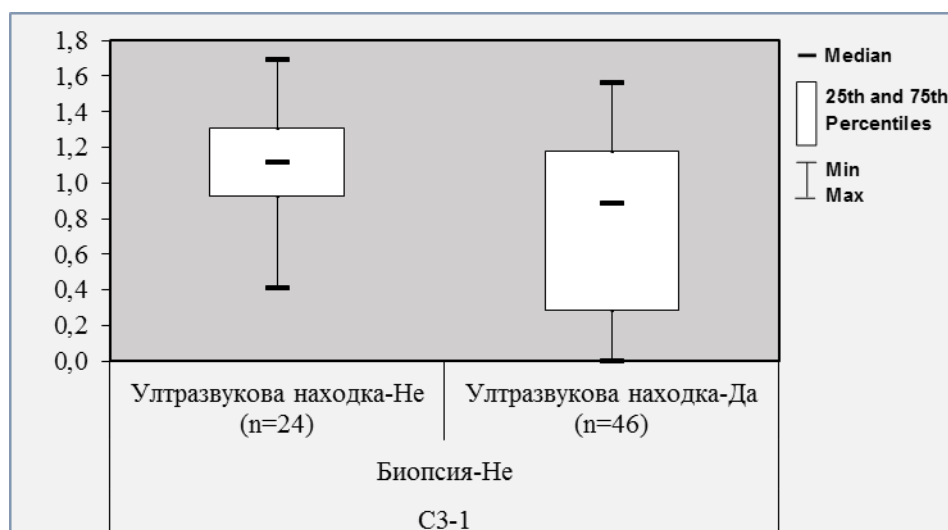 1,8
1,6
1,4
1,2
1,0
0,8
0,6
0,4
0,2
0,0
Median
25th and 75th
Percentiles
Min
Max
Ултразвукова находка-Не
(n=24)
Ултразвукова находка-Да
(n=46)
Биопсия-Не
С3-1